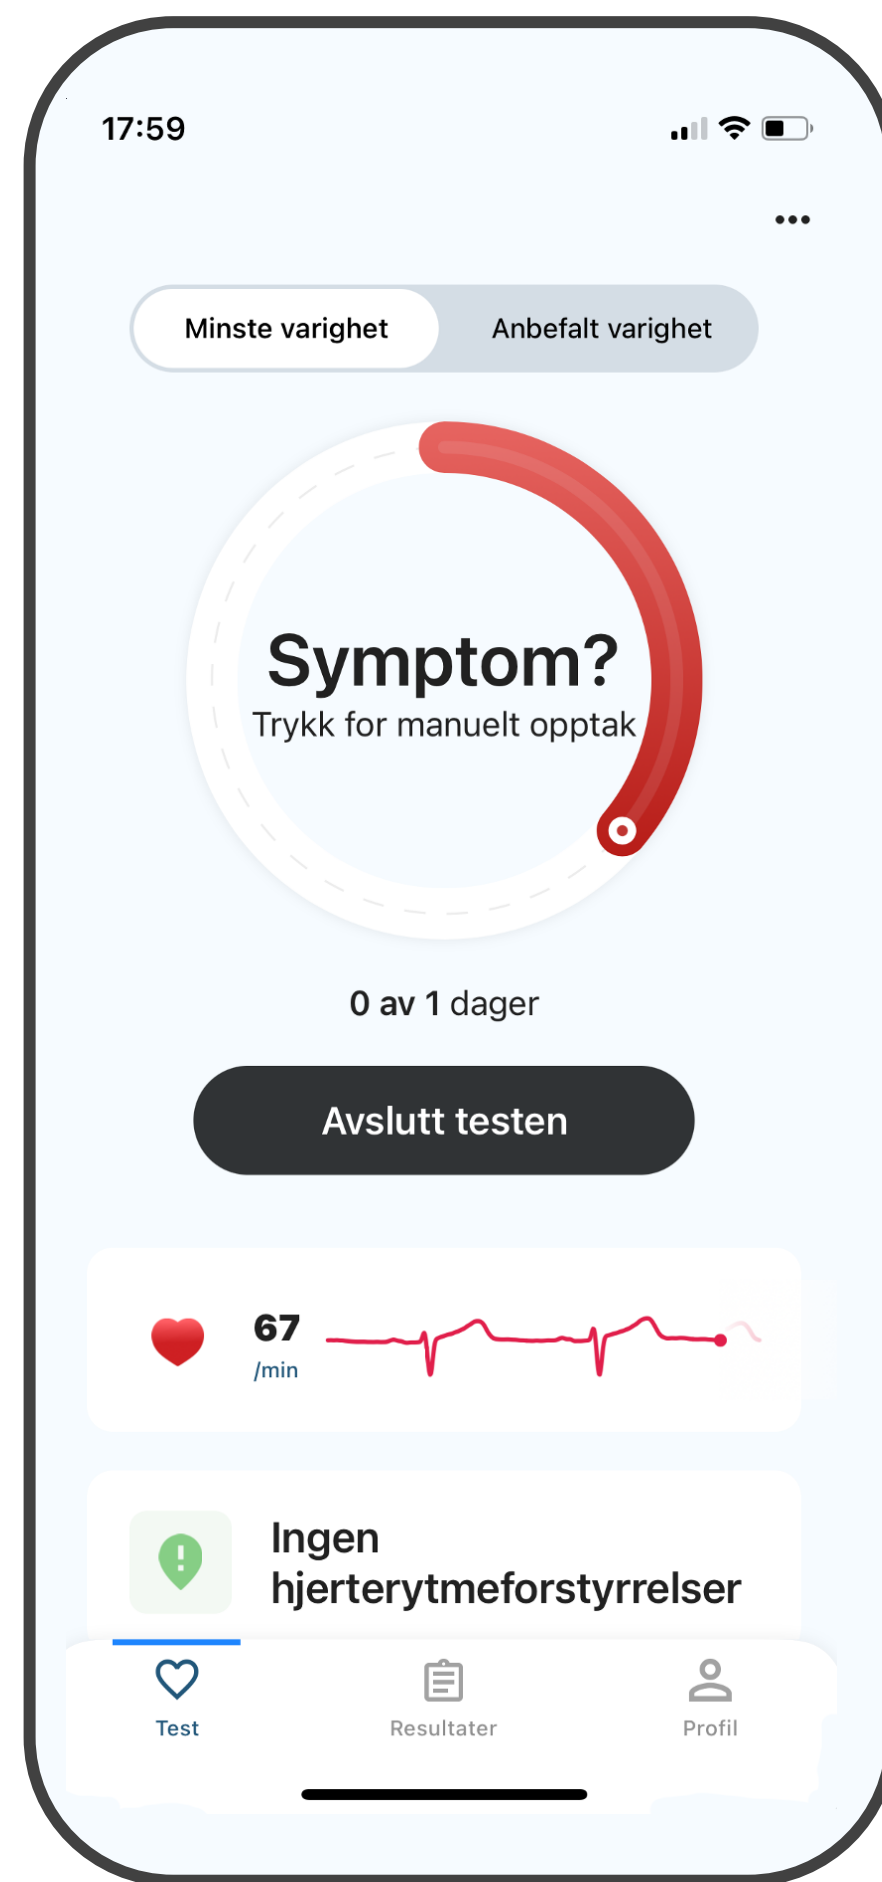 17:59
Minste varighet
Anbefalt varighet
Symptom?
Trykk for manuelt opptak
0 av 1 dager
Avslutt testen
67
/min
Ingen
hjerterytmeforstyrrelser
Test
Resultater
Profil